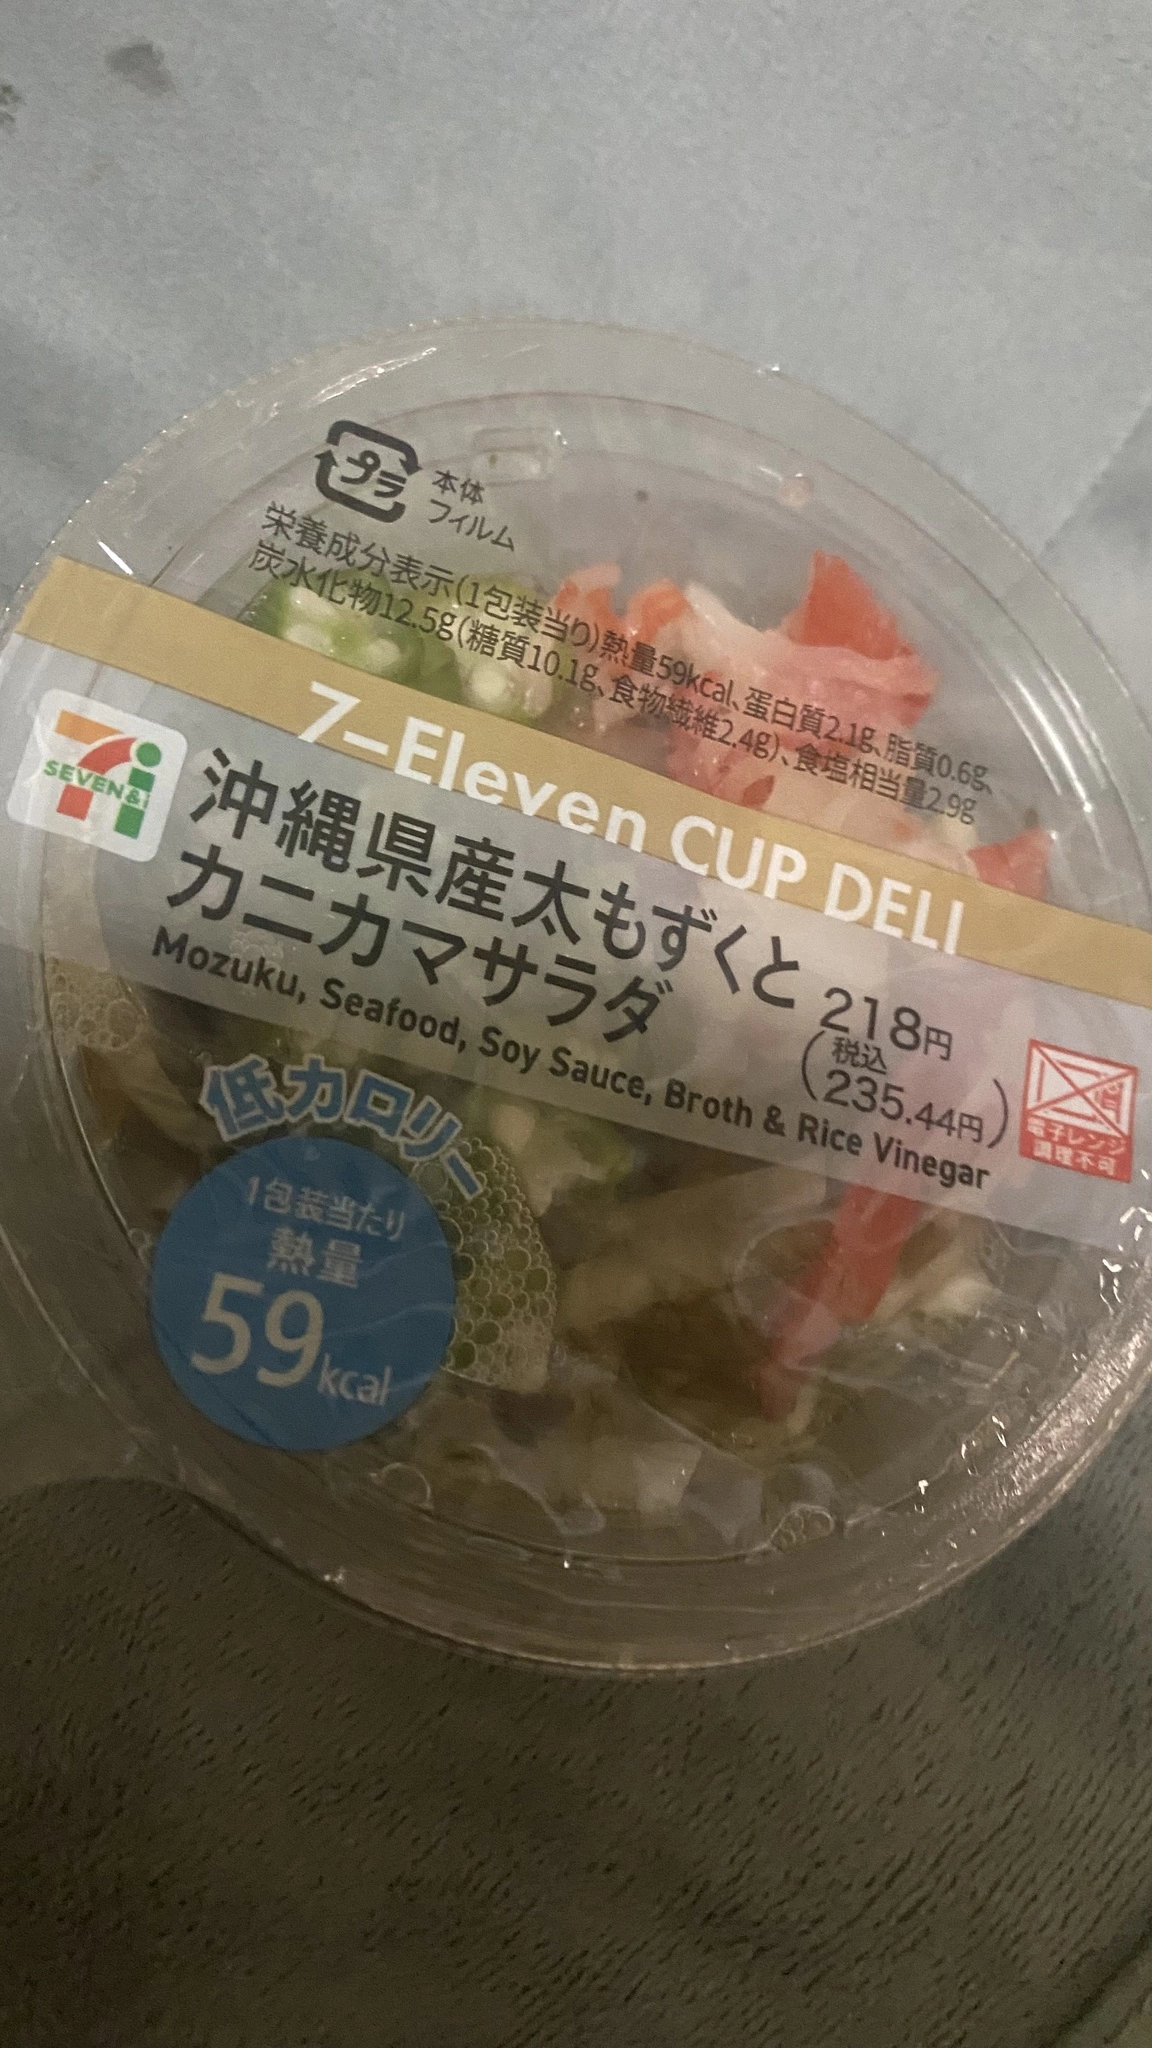 プラ
本体
フィルム
栄養成分表示(1包装当り)熱量59kcal、蛋白質2.1g、脂質0.6g、
炭水化物12.5g(糖質10.1g、食物繊維2.4g)、食塩相当量2.9g
7-Eleven CUP DELI
SEVEN&i
沖縄県産太もずくと
カニカマサラダ
218円
(税込
235.44円)
Mozuku, Seafood, Soy Sauce, Broth & Rice Vinegar
電子レンジ
調理不可
低カロリー
1包装当たり
熱量
59kcal